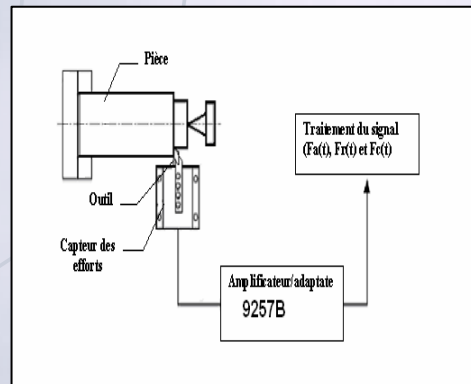 Pièce
Traitement du signal
(Fa(t), Fr(t) et Fc(t)
Outil
Capteur des
efforts
Amplificateur/adaptate
9257B